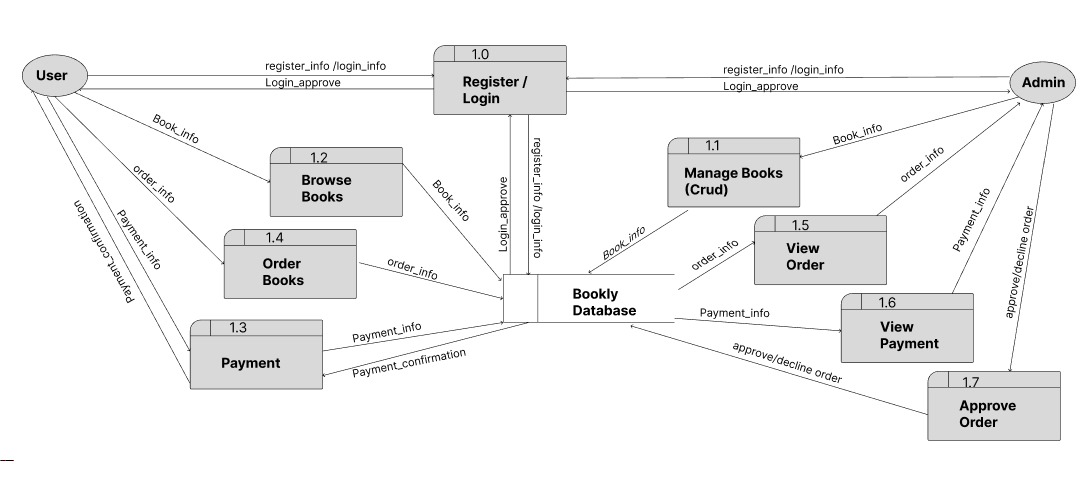 User
register_info /login_info
Login_approve
1.0
Register /
Login
register_info /login_info
Login_approve
Admin
Book_info
1.2
Browse
Books
order_info
Payment_info
Payment_confirmation
1.4
Order
Books
Book_info
order_info
1.3
Payment
Payment_info
Payment_confirmation
Login_approve
register_info /login_info
Bookly
Database
1.1
Manage Books
(Crud)
Book_info
Book_info
order_info
1.5
View
Order
order_info
Payment_info
1.6
View
Payment
Payment_info
approve/decline order
approve/decline order
1.7
Approve
Order